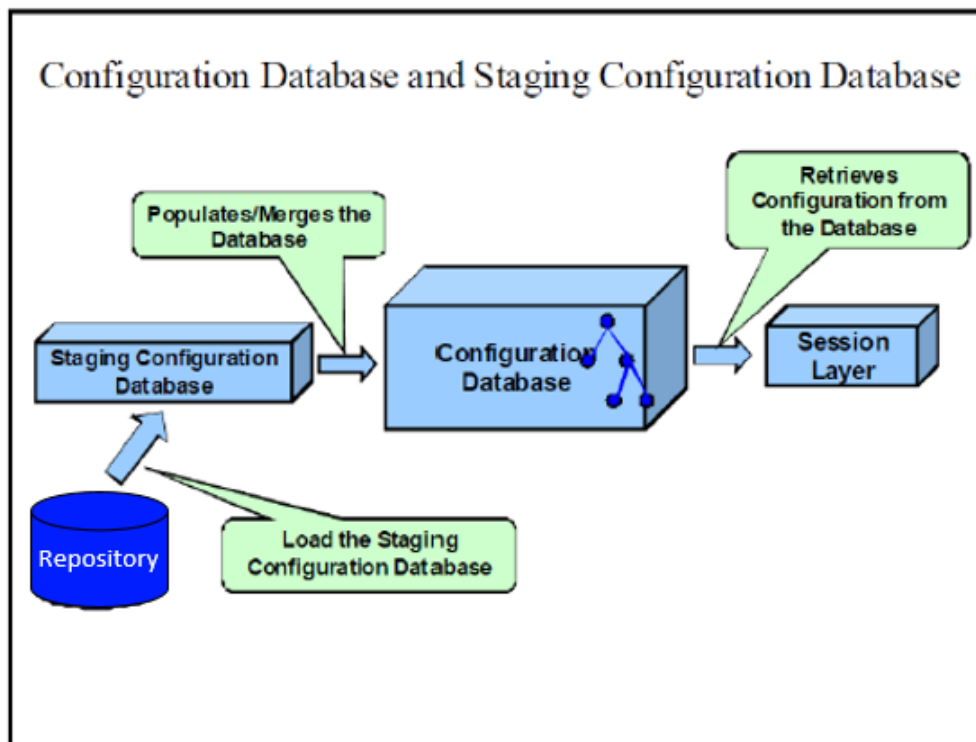 Configuration Database and Staging Configuration Database
Populates/Merges the
Database
Retrieves
Configuration from
the Database
Staging Configuration
Database
Configuration
Database
Session
Layer
Repository
Load the Staging
Configuration Database